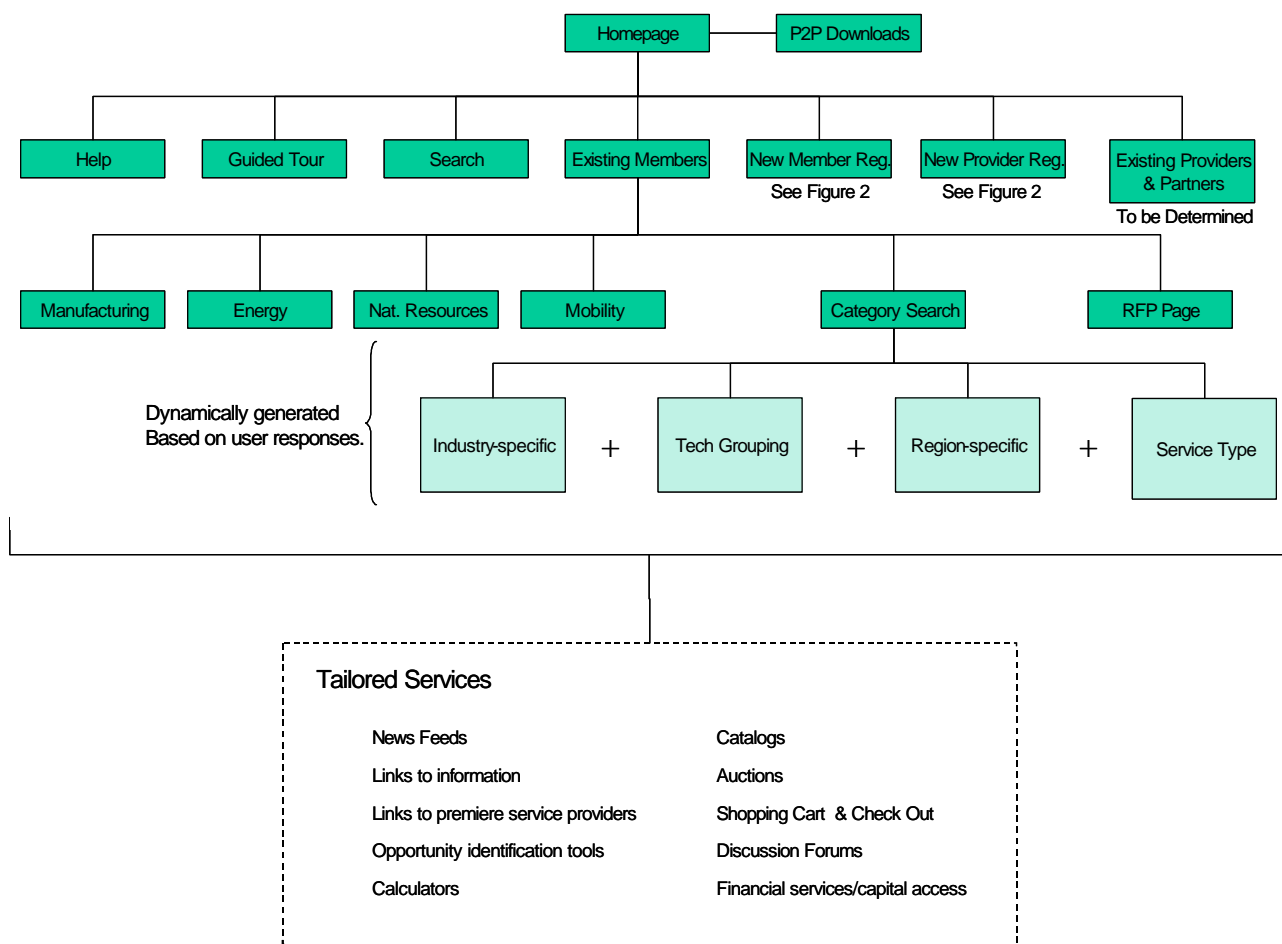 Homepage
P2P Downloads
Help
Guided Tour
Search
Existing Members
New Member Reg.
New Provider Reg.
Existing Providers
& Partners
See Figure 2
See Figure 2
To be Determined
Manufacturing
Energy
Nat. Resources
Mobility
Category Search
RFP Page
Dynamically generated
Based on user responses.
Industry-specific
+
Tech Grouping
+
Region-specific
+
Service Type
Tailored Services
News Feeds
Links to information
Links to premiere service providers
Opportunity identification tools
Calculators
Catalogs
Auctions
Shopping Cart & Check Out
Discussion Forums
Financial services/capital access